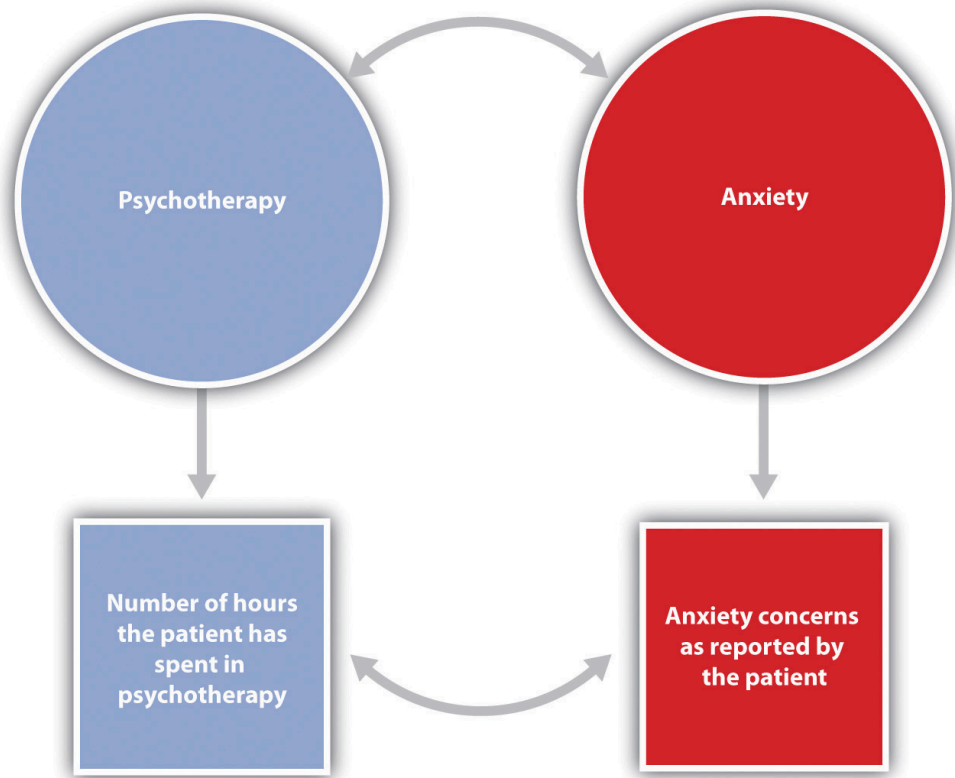 Psychotherapy
Anxiety
Number of hours
the patient has
spent in
psychotherapy
Anxiety concerns
as reported by
the patient